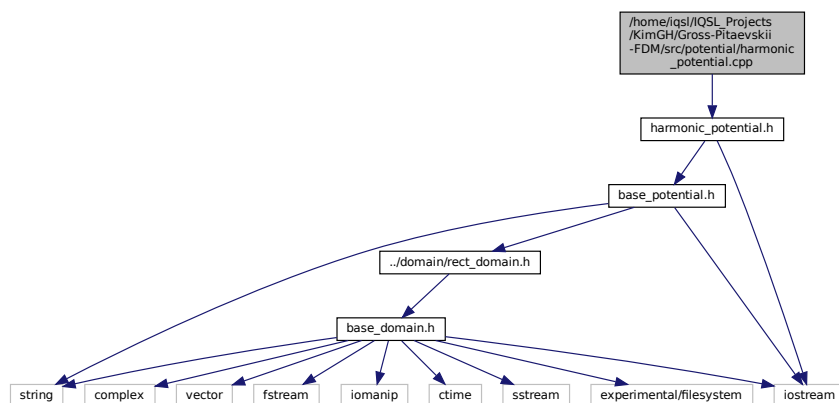 /home/iqsl/IQSL_Projects
/KimGH/Gross-Pitaevskii
-FDM/src/potential/harmonic
_potential.cpp
harmonic_potential.h
base_potential.h
../domain/rect_domain.h
base_domain.h
string
complex
vector
fstream
iomanip
ctime
sstream
experimental/filesystem
iostream